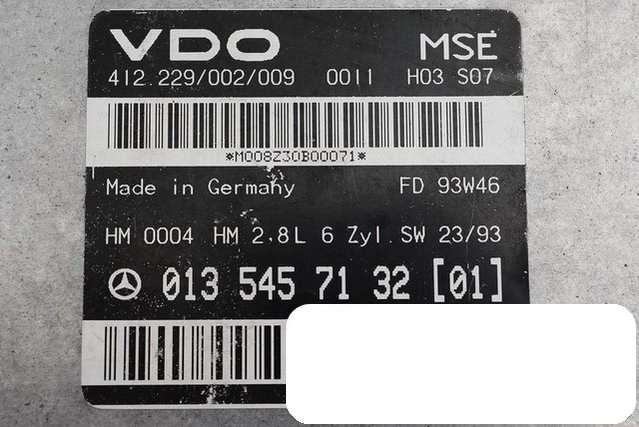 VDO MSE
412.229/002/009 0011 H03 S07
*M008Z30B00071*
Made in Germany FD 93W46
HM 0004 HM 2.8L 6 Zyl. SW 23/93
013 545 71 32 [01]